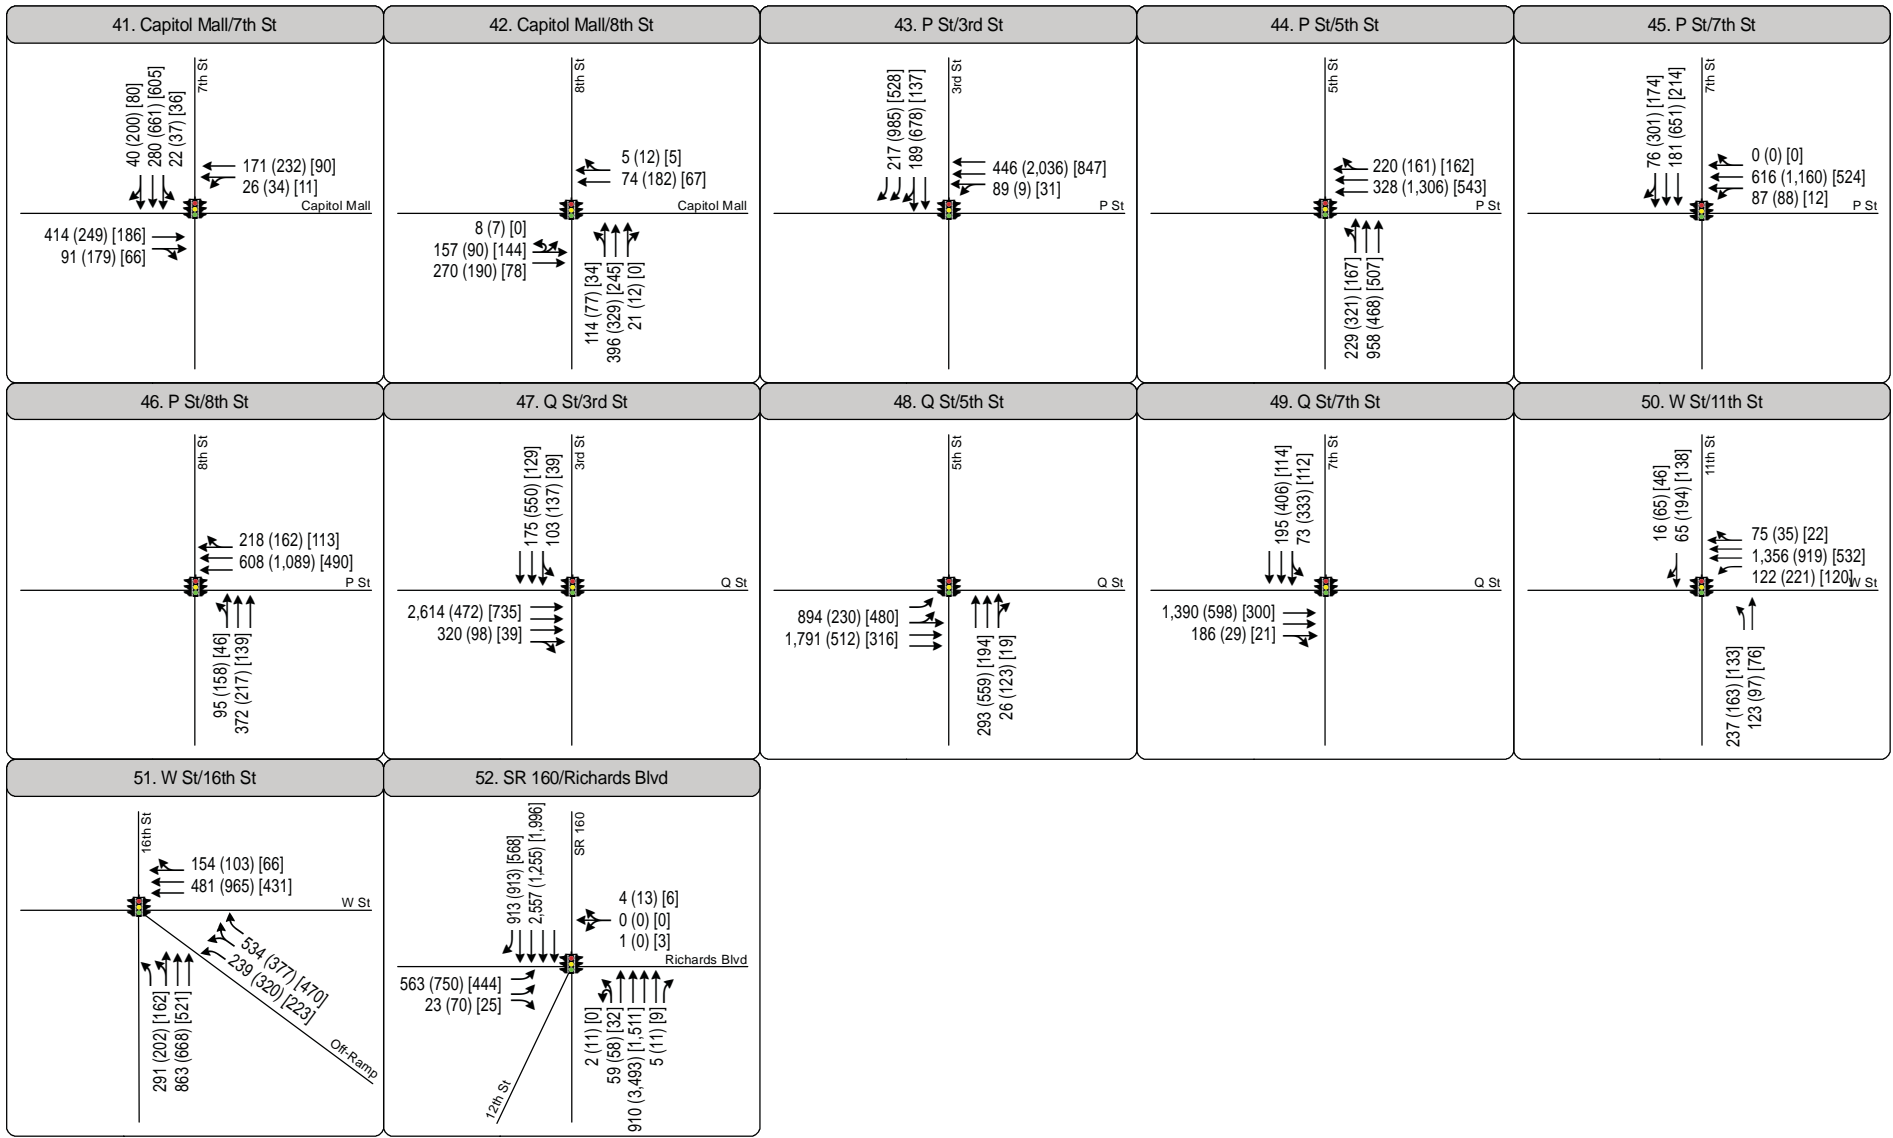 41. Capitol Mall/7th St
7th St
40 (200) [80]
280 (661) [605]
22 (37) [36]
171 (232) [90]
26 (34) [11]
Capitol Mall
414 (249) [186]
91 (179) [66]
42. Capitol Mall/8th St
8th St
5 (12) [5]
74 (182) [67]
Capitol Mall
8 (7) [0]
157 (90) [144]
270 (190) [78]
114 (77) [34]
396 (329) [245]
21 (12) [0]
43. P St/3rd St
3rd St
217 (985) [528]
189 (678) [137]
446 (2,036) [847]
89 (9) [31]
P St
44. P St/5th St
5th St
220 (161) [162]
328 (1,306) [543]
P St
229 (321) [167]
958 (468) [507]
45. P St/7th St
7th St
76 (301) [174]
181 (651) [214]
0 (0) [0]
616 (1,160) [524]
87 (88) [12]
P St
46. P St/8th St
8th St
218 (162) [113]
608 (1,089) [490]
P St
95 (158) [46]
372 (217) [139]
47. Q St/3rd St
3rd St
175 (550) [129]
103 (137) [39]
Q St
2,614 (472) [735]
320 (98) [39]
48. Q St/5th St
5th St
Q St
894 (230) [480]
1,791 (512) [316]
293 (559) [194]
26 (123) [19]
49. Q St/7th St
7th St
195 (406) [114]
73 (333) [112]
Q St
1,390 (598) [300]
186 (29) [21]
50. W St/11th St
11th St
16 (65) [46]
65 (194) [138]
75 (35) [22]
1,356 (919) [532]
122 (221) [120]
W St
237 (163) [133]
123 (97) [76]
51. W St/16th St
16th St
154 (103) [66]
481 (965) [431]
W St
534 (377) [470]
239 (320) [223]
291 (202) [162]
863 (668) [521]
Off-Ramp
52. SR 160/Richards Blvd
SR 160
913 (913) [568]
2,557 (1,255) [1,996]
4 (13) [6]
0 (0) [0]
1 (0) [3]
Richards Blvd
563 (750) [444]
23 (70) [25]
2 (11) [0]
59 (58) [32]
910 (3,493) [1,511]
5 (11) [9]
12th St